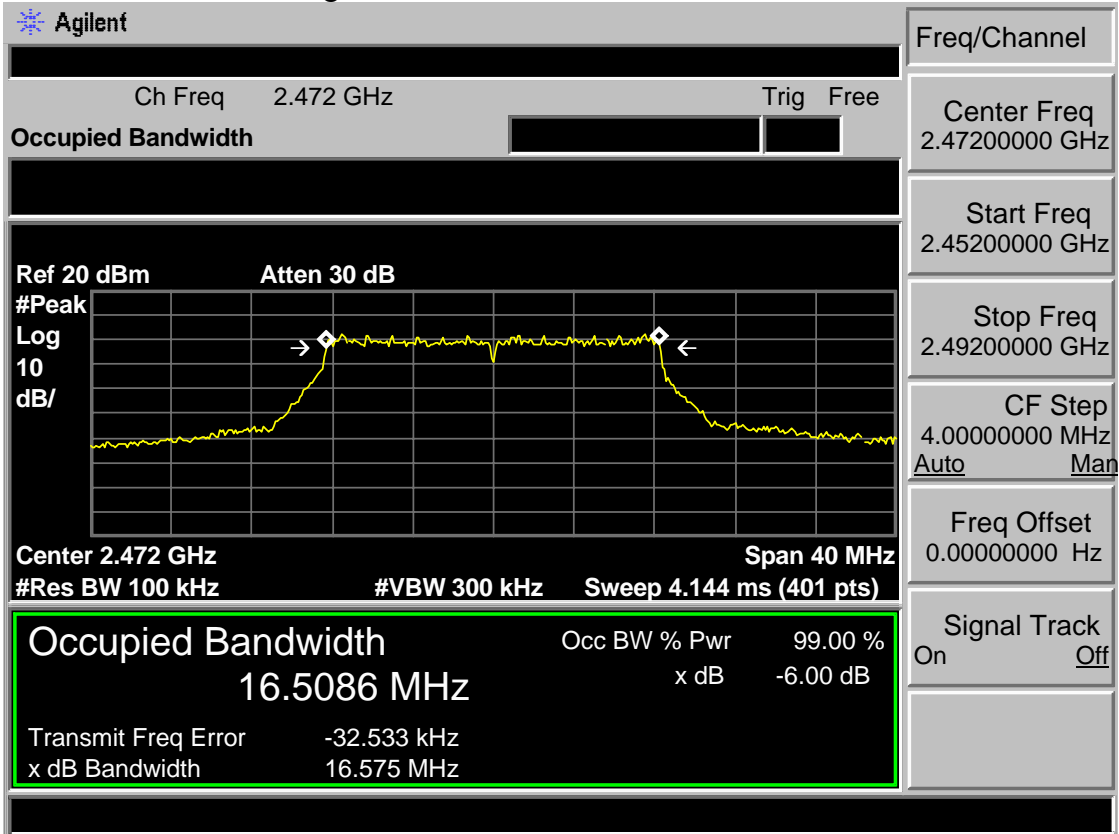 Agilent
Freq/Channel
Ch Freq 2.472 GHz Trig Free
Occupied Bandwidth
Center Freq
2.47200000 GHz
Start Freq
2.45200000 GHz
Stop Freq
2.49200000 GHz
CF Step
4.00000000 MHz
Auto Man
Freq Offset
0.00000000 Hz
Signal Track
On Off
Ref 20 dBm Atten 30 dB
#Peak
Log
10
dB/
Center 2.472 GHz Span 40 MHz
#Res BW 100 kHz #VBW 300 kHz Sweep 4.144 ms (401 pts)
Occupied Bandwidth Occ BW % Pwr 99.00 %
16.5086 MHz x dB -6.00 dB
Transmit Freq Error -32.533 kHz
x dB Bandwidth 16.575 MHz